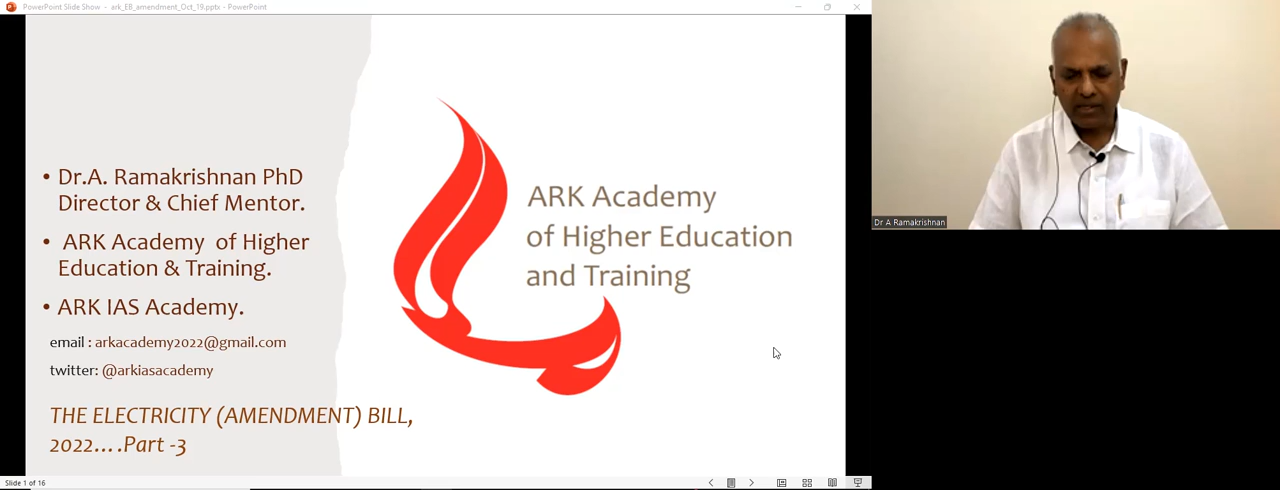 PowerPoint Slide Show - ark_EB_amendment_Oct_19.pptx - PowerPoint
• Dr.A. Ramakrishnan PhD
Director & Chief Mentor.
• ARK Academy of Higher
Education & Training.
• ARK IAS Academy.
email : arkacademy2022@gmail.com
twitter: @arkiasacademy
THE ELECTRICITY (AMENDMENT) BILL,
2022....Part -3
ARK Academy
of Higher Education
and Training
Dr A Ramakrishnan
Slide 1 of 16